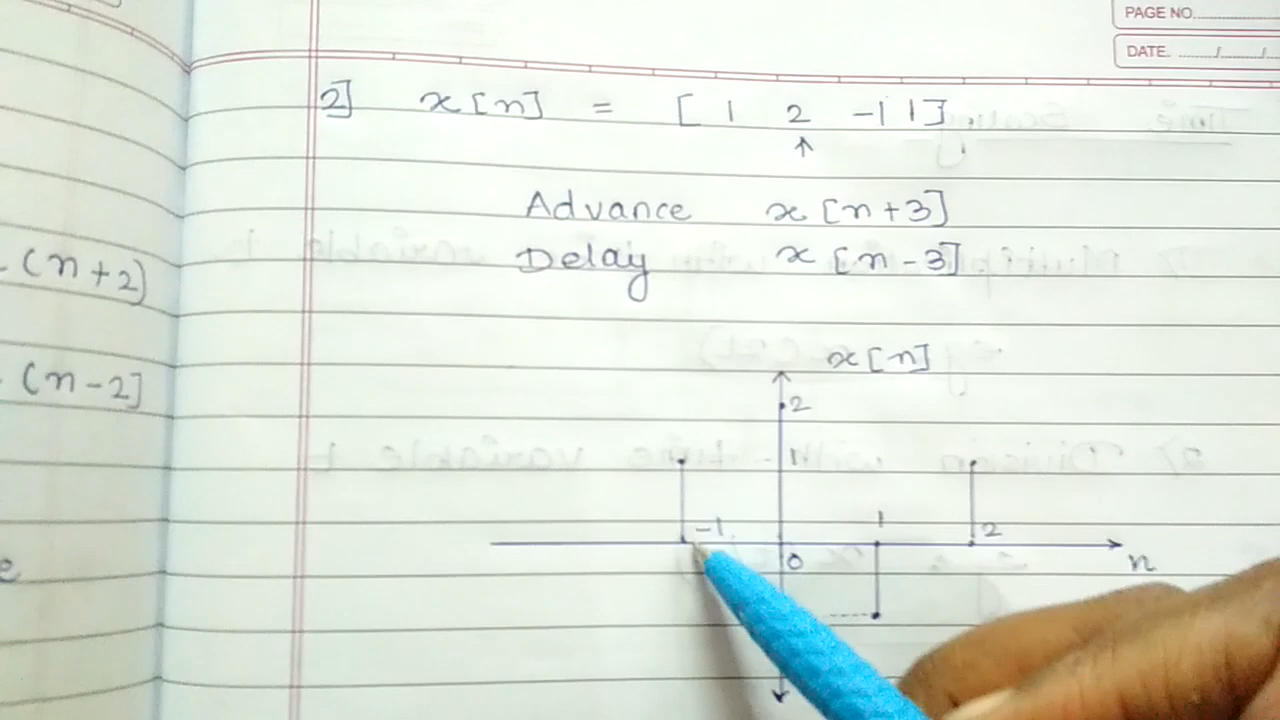 PAGE NO.
DATE. / /
2] x[n] = [ 1 2 -1 1]
↑
Advance x[n+3]
Delay x[n-3]
(n+2)
(n-2]
x[n]
2
1
-1
1
2
0
n
e